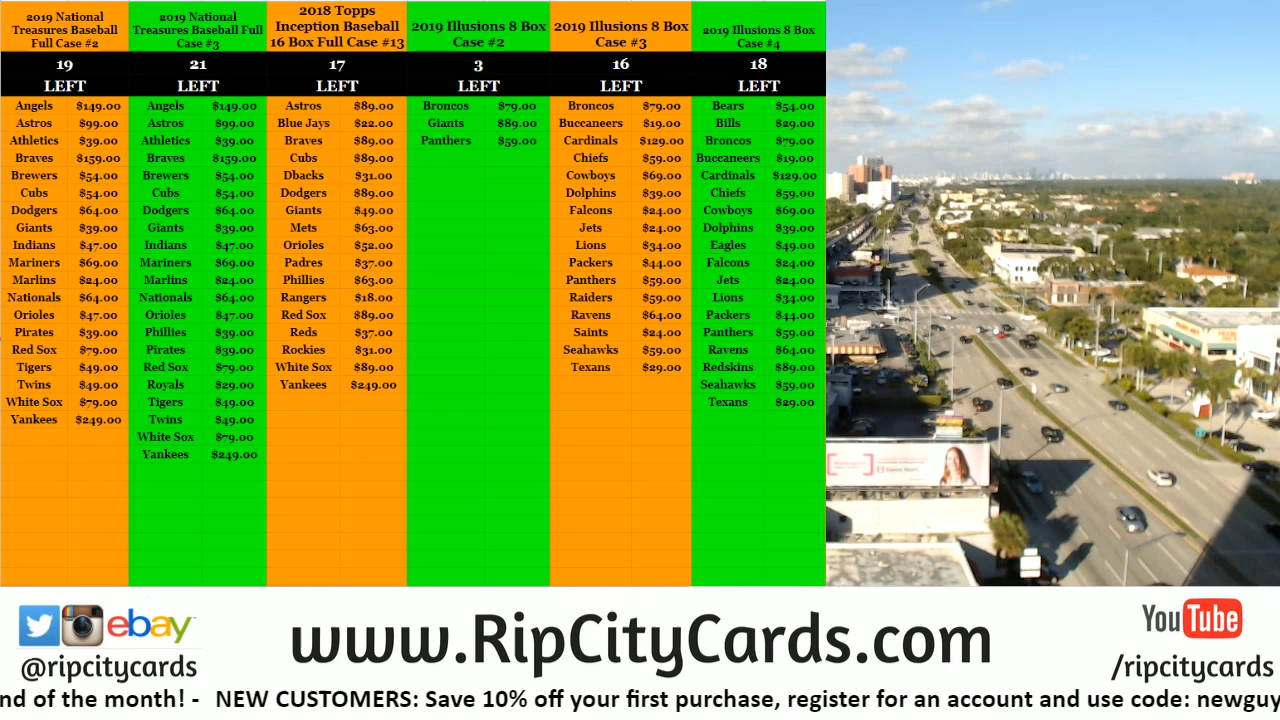 2019 National Treasures Baseball Full Case #2
19
LEFT
Angels $149.00
Astros $99.00
Athletics $39.00
Braves $159.00
Brewers $54.00
Cubs $54.00
Dodgers $64.00
Giants $39.00
Indians $47.00
Mariners $69.00
Marlins $24.00
Nationals $64.00
Orioles $47.00
Pirates $39.00
Red Sox $79.00
Tigers $49.00
Twins $49.00
White Sox $79.00
Yankees $249.00
2019 National Treasures Baseball Full Case #3
21
LEFT
Angels $149.00
Astros $99.00
Athletics $39.00
Braves $159.00
Brewers $54.00
Cubs $54.00
Dodgers $64.00
Giants $39.00
Indians $47.00
Mariners $69.00
Marlins $24.00
Nationals $64.00
Orioles $47.00
Phillies $39.00
Pirates $39.00
Red Sox $79.00
Royals $29.00
Tigers $49.00
Twins $49.00
White Sox $79.00
Yankees $249.00
2018 Topps Inception Baseball 16 Box Full Case #13
17
LEFT
Astros $89.00
Blue Jays $22.00
Braves $89.00
Cubs $89.00
Dbacks $31.00
Dodgers $89.00
Giants $49.00
Mets $63.00
Orioles $52.00
Padres $37.00
Phillies $63.00
Rangers $18.00
Red Sox $89.00
Reds $37.00
Rockies $31.00
White Sox $89.00
Yankees $249.00
2019 Illusions 8 Box Case #2
3
LEFT
Broncos $79.00
Giants $89.00
Panthers $59.00
2019 Illusions 8 Box Case #3
16
LEFT
Broncos $79.00
Buccaneers $19.00
Cardinals $129.00
Chiefs $59.00
Cowboys $69.00
Dolphins $39.00
Falcons $24.00
Jets $24.00
Lions $34.00
Packers $44.00
Panthers $59.00
Raiders $59.00
Ravens $64.00
Saints $24.00
Seahawks $59.00
Texans $29.00
2019 Illusions 8 Box Case #4
18
LEFT
Bears $54.00
Bills $29.00
Broncos $79.00
Buccaneers $19.00
Cardinals $129.00
Chiefs $59.00
Cowboys $69.00
Dolphins $39.00
Eagles $49.00
Falcons $24.00
Jets $24.00
Lions $34.00
Packers $44.00
Panthers $59.00
Ravens $64.00
Redskins $89.00
Seahawks $59.00
Texans $29.00
ebay
@ripcitycards
www.RipCityCards.com
YouTube
/ripcitycards
nd of the month! - NEW CUSTOMERS: Save 10% off your first purchase, register for an account and use code: newguy